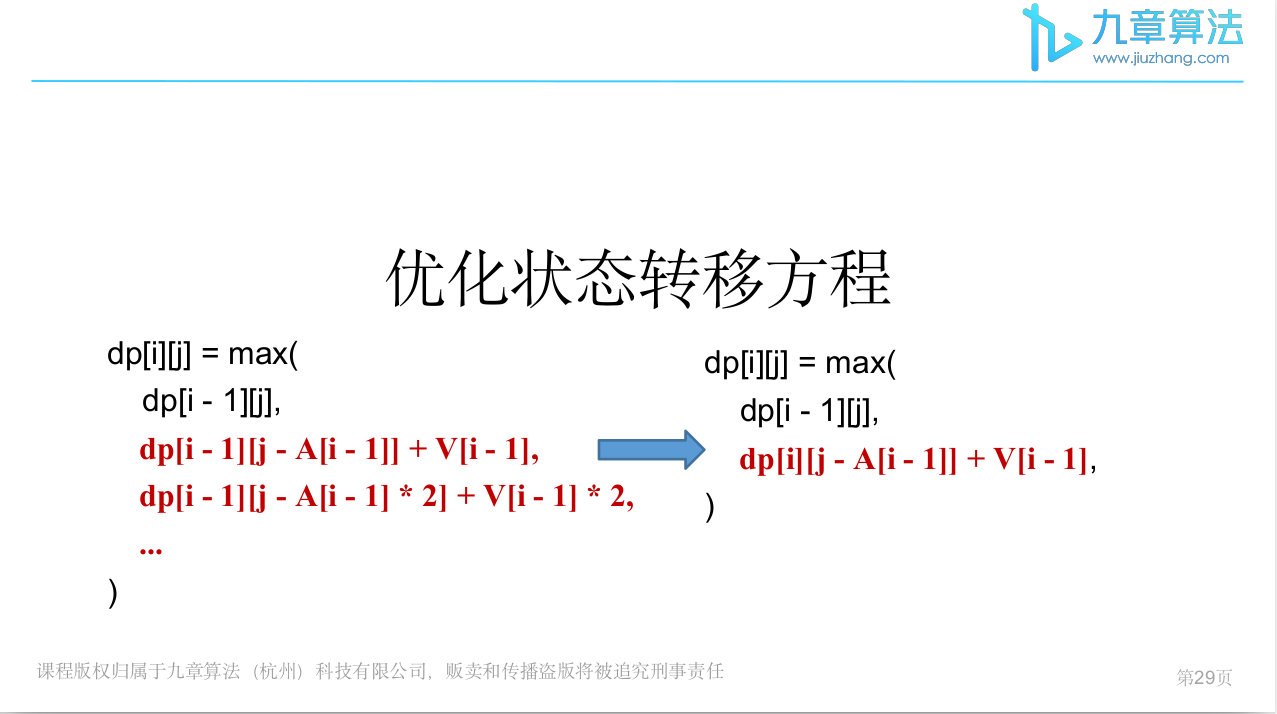 九章算法
www.jiuzhang.com
优化状态转移方程
dp[i][j] = max(
dp[i - 1][j],
dp[i - 1][j - A[i - 1]] + V[i - 1],
dp[i - 1][j - A[i - 1] * 2] + V[i - 1] * 2,
...
)
dp[i][j] = max(
dp[i - 1][j],
dp[i][j - A[i - 1]] + V[i - 1],
)
课程版权归属于九章算法（杭州）科技有限公司，贩卖和传播盗版将被追究刑事责任
第29页